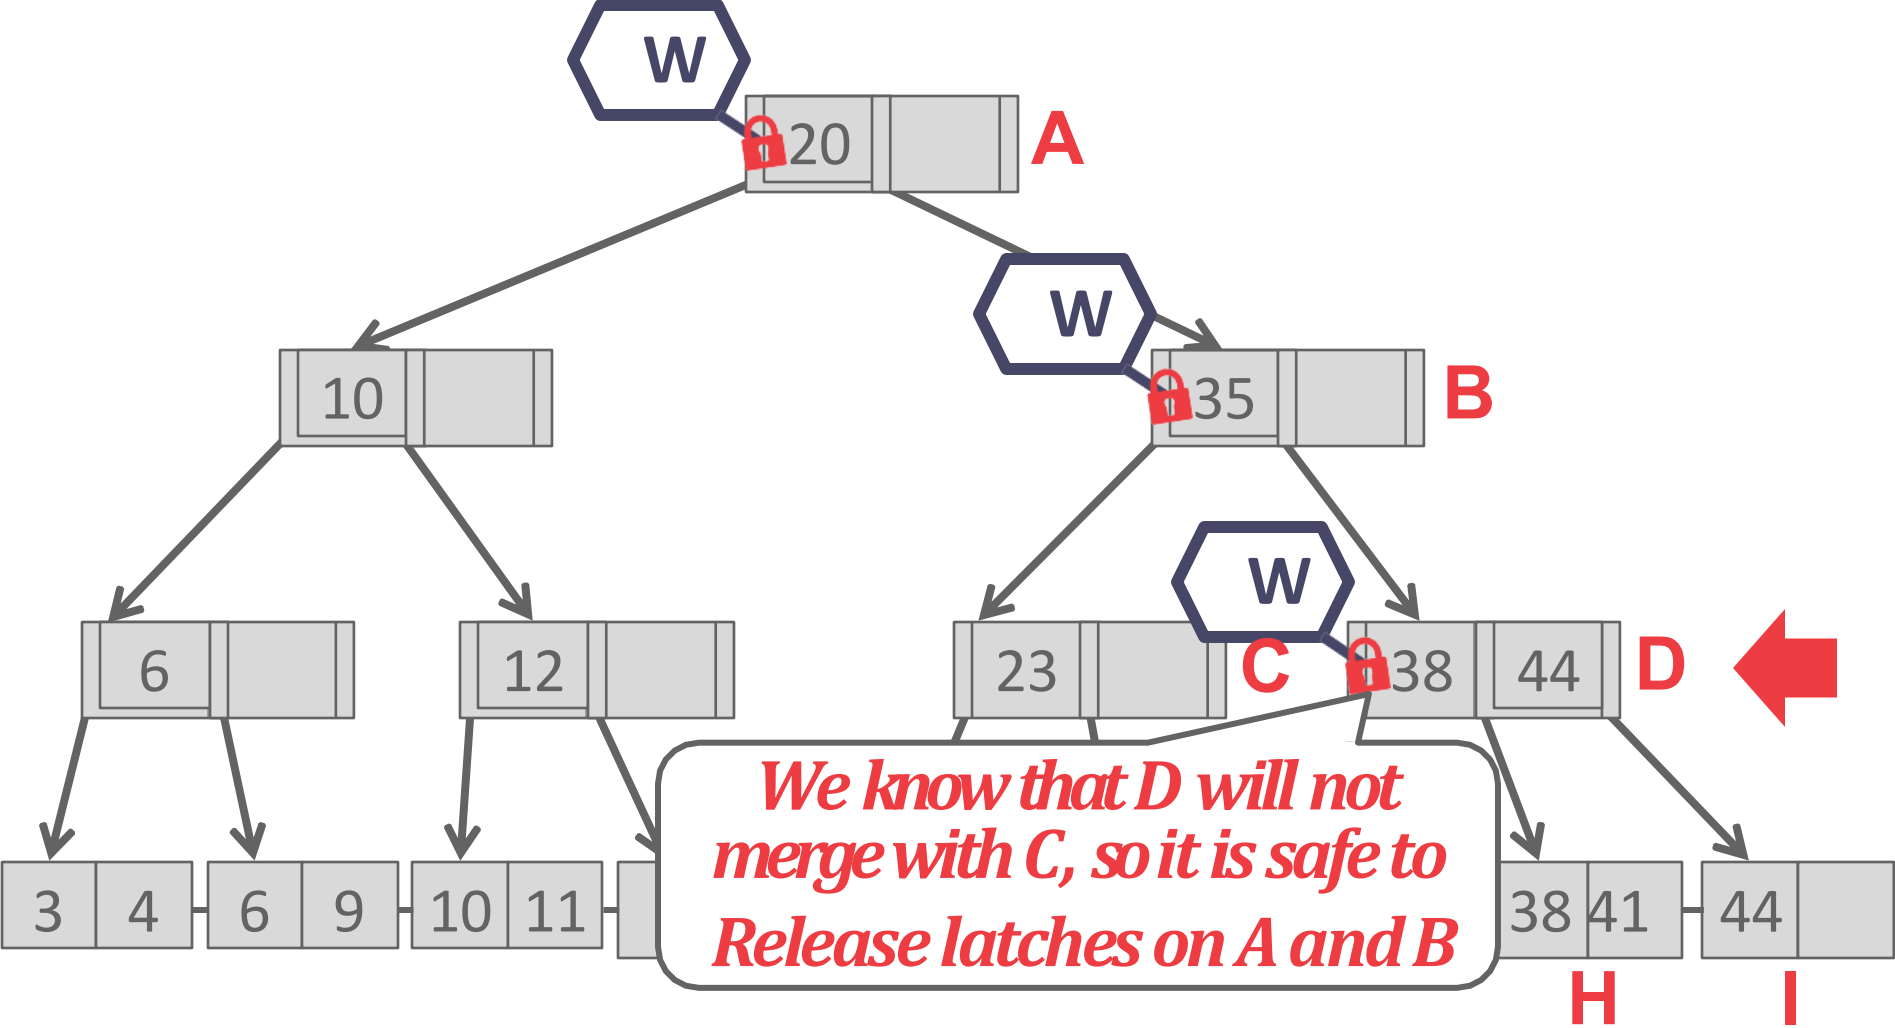 W
20 A
W
10 35 B
W
6 12 23 C 38 44 D
We know that D will not
merge with C, so it is safe to
Release latches on A and B
3 4 6 9 10 11 38 41 44
H I